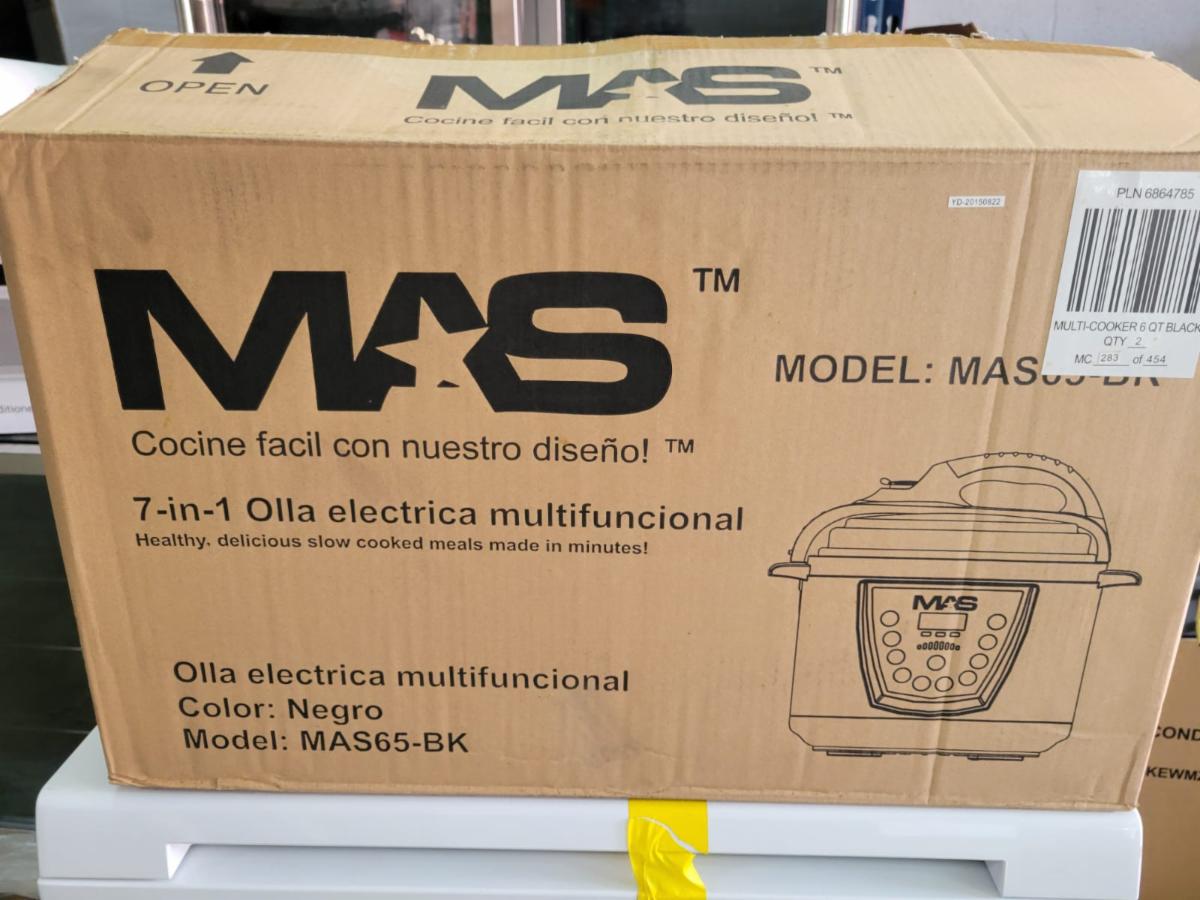 OPEN
MAS™
Cocine facil con nuestro diseño! ™
YD-20150822
PLN 6864785
MULTI-COOKER 6 QT BLACK
QTY 2
MC 283 of 454
MAS™
Cocine facil con nuestro diseño! ™
MODEL: MAS65-BK
7-in-1 Olla electrica multifuncional
Healthy, delicious slow cooked meals made in minutes!
MAS
Olla electrica multifuncional
Color: Negro
Model: MAS65-BK
COND
KEWM